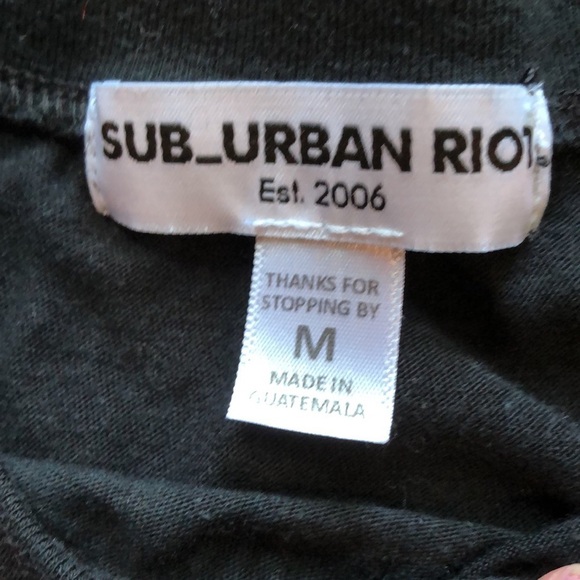 SUB_URBAN RIOT
Est. 2006
THANKS FOR
STOPPING BY
M
MADE IN
GUATEMALA